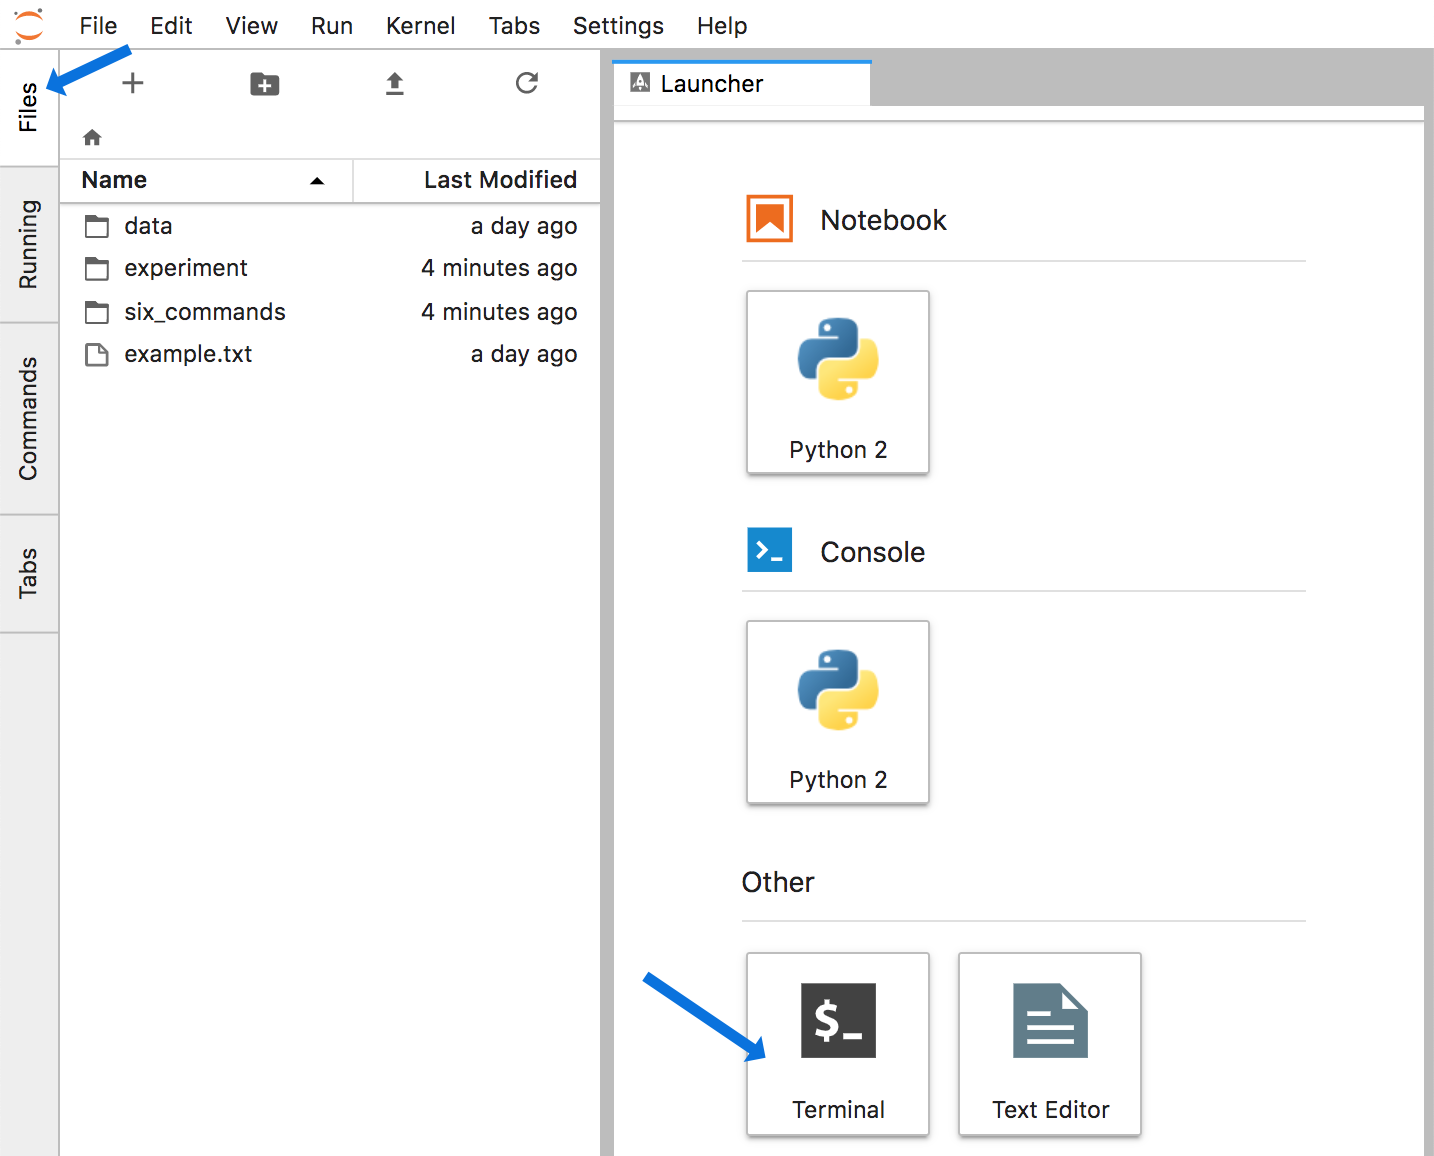 File Edit View Run Kernel Tabs Settings Help
Files
Running
Commands
Tabs
Name Last Modified
data a day ago
experiment 4 minutes ago
six_commands 4 minutes ago
example.txt a day ago
Launcher
Notebook
Python 2
>_ Console
Python 2
Other
$_
Terminal Text Editor